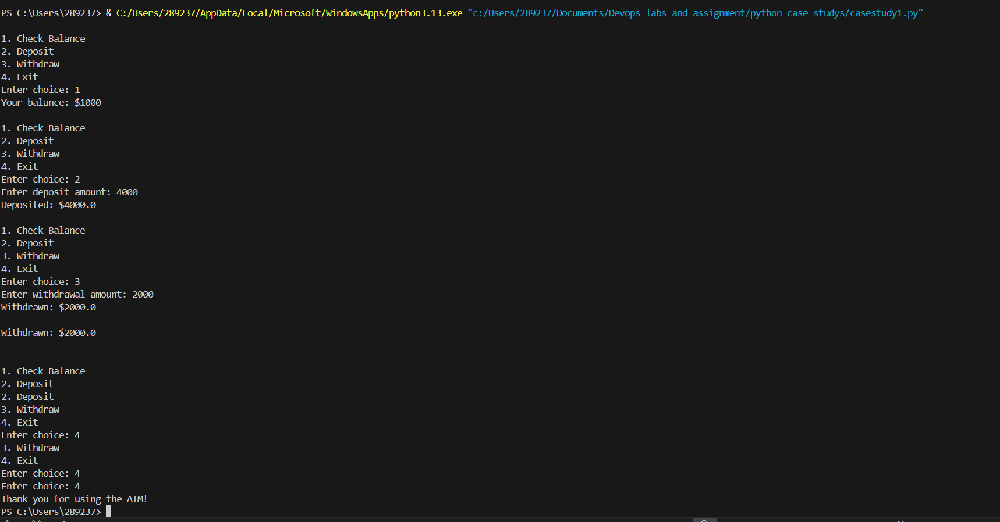 PS C:\Users\289237> & C:/Users/289237/AppData/Local/Microsoft/WindowsApps/python3.13.exe "c:/Users/289237/Documents/Devops labs and assignment/python case studys/casestudy1.py"
1. Check Balance
2. Deposit
3. Withdraw
4. Exit
Enter choice: 1
Your balance: $1000
1. Check Balance
2. Deposit
3. Withdraw
4. Exit
Enter choice: 2
Enter deposit amount: 4000
Deposited: $4000.0
1. Check Balance
2. Deposit
3. Withdraw
4. Exit
Enter choice: 3
Enter withdrawal amount: 2000
Withdrawn: $2000.0
Withdrawn: $2000.0
1. Check Balance
2. Deposit
2. Deposit
3. Withdraw
4. Exit
Enter choice: 4
3. Withdraw
4. Exit
Enter choice: 4
Enter choice: 4
Thank you for using the ATM!
PS C:\Users\289237>